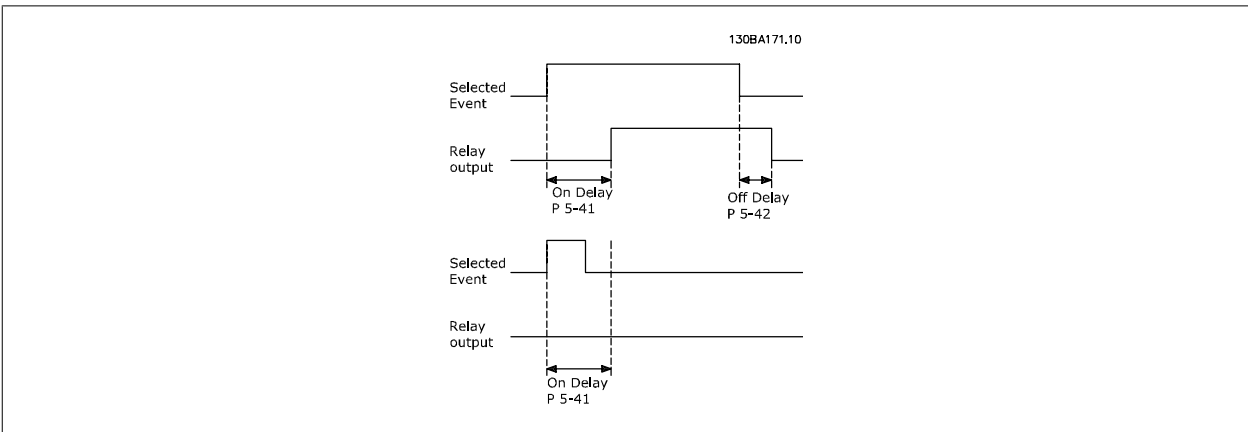 130BA171.10
Selected
Event
Relay
output
On Delay
P 5-41
Off Delay
P 5-42
Selected
Event
Relay
output
On Delay
P 5-41